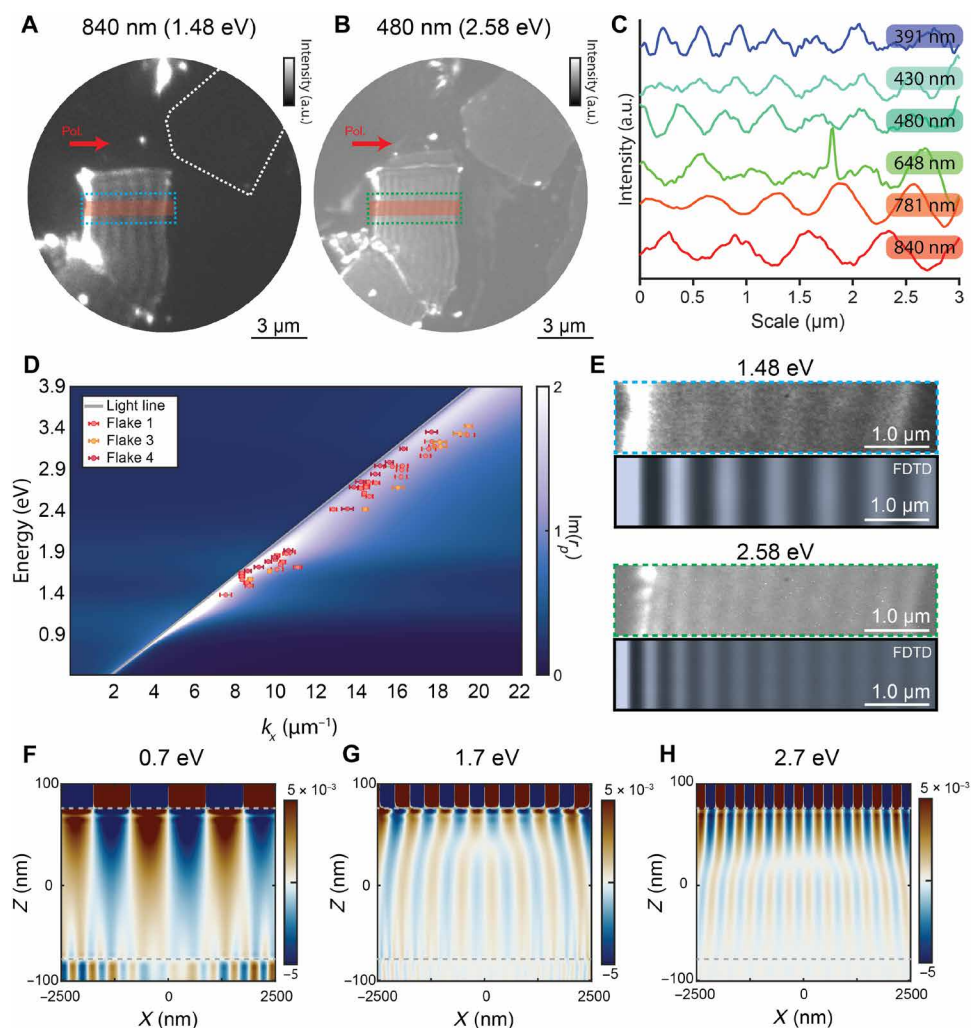 A
840 nm (1.48 eV)
Intensity (a.u.)
Pol.
3 µm
B
480 nm (2.58 eV)
Intensity (a.u.)
Pol.
3 µm
C
Intensity (a.u.)
391 nm
430 nm
480 nm
648 nm
781 nm
840 nm
0 0.5 1 1.5 2 2.5 3
Scale (µm)
D
Energy (eV)
3.9
3.4
2.9
2.4
1.9
1.4
0.9
Light line
Flake 1
Flake 3
Flake 4
2 4 6 8 10 12 14 16 18 20 22
kₓ (µm⁻¹)
2
1
0
Im(rₚ)
E
1.48 eV
1.0 µm
FDTD
1.0 µm
2.58 eV
1.0 µm
FDTD
1.0 µm
F
0.7 eV
Z (nm)
100
0
−100
−2500 0 2500
X (nm)
5 × 10⁻³
−5
G
1.7 eV
Z (nm)
100
0
−100
−2500 0 2500
X (nm)
5 × 10⁻³
−5
H
2.7 eV
Z (nm)
100
0
−100
−2500 0 2500
X (nm)
5 × 10⁻³
−5